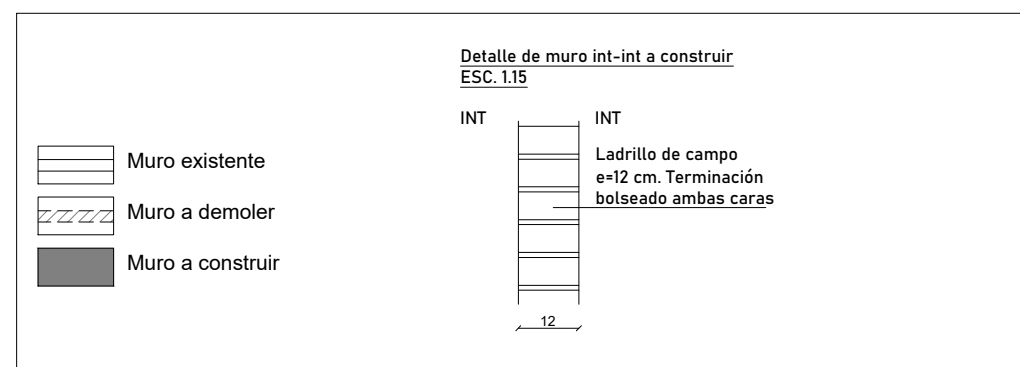 Detalle de muro int-int a construir
ESC. 1.15
INT
INT
Ladrillo de campo
e=12 cm. Terminación
bolseado ambas caras
12
Muro existente
Muro a demoler
Muro a construir